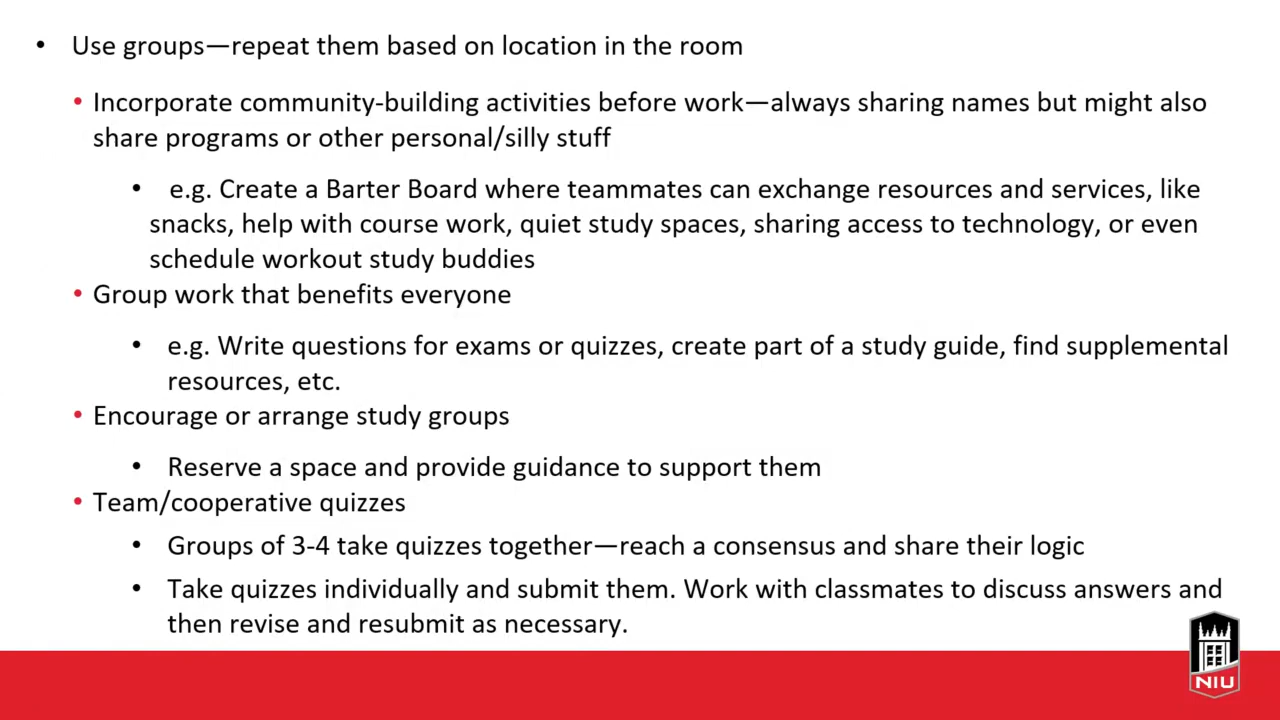 • Use groups—repeat them based on location in the room
• Incorporate community-building activities before work—always sharing names but might also
share programs or other personal/silly stuff
• e.g. Create a Barter Board where teammates can exchange resources and services, like
snacks, help with course work, quiet study spaces, sharing access to technology, or even
schedule workout study buddies
• Group work that benefits everyone
• e.g. Write questions for exams or quizzes, create part of a study guide, find supplemental
resources, etc.
• Encourage or arrange study groups
• Reserve a space and provide guidance to support them
• Team/cooperative quizzes
• Groups of 3-4 take quizzes together—reach a consensus and share their logic
• Take quizzes individually and submit them. Work with classmates to discuss answers and
then revise and resubmit as necessary.
NIU